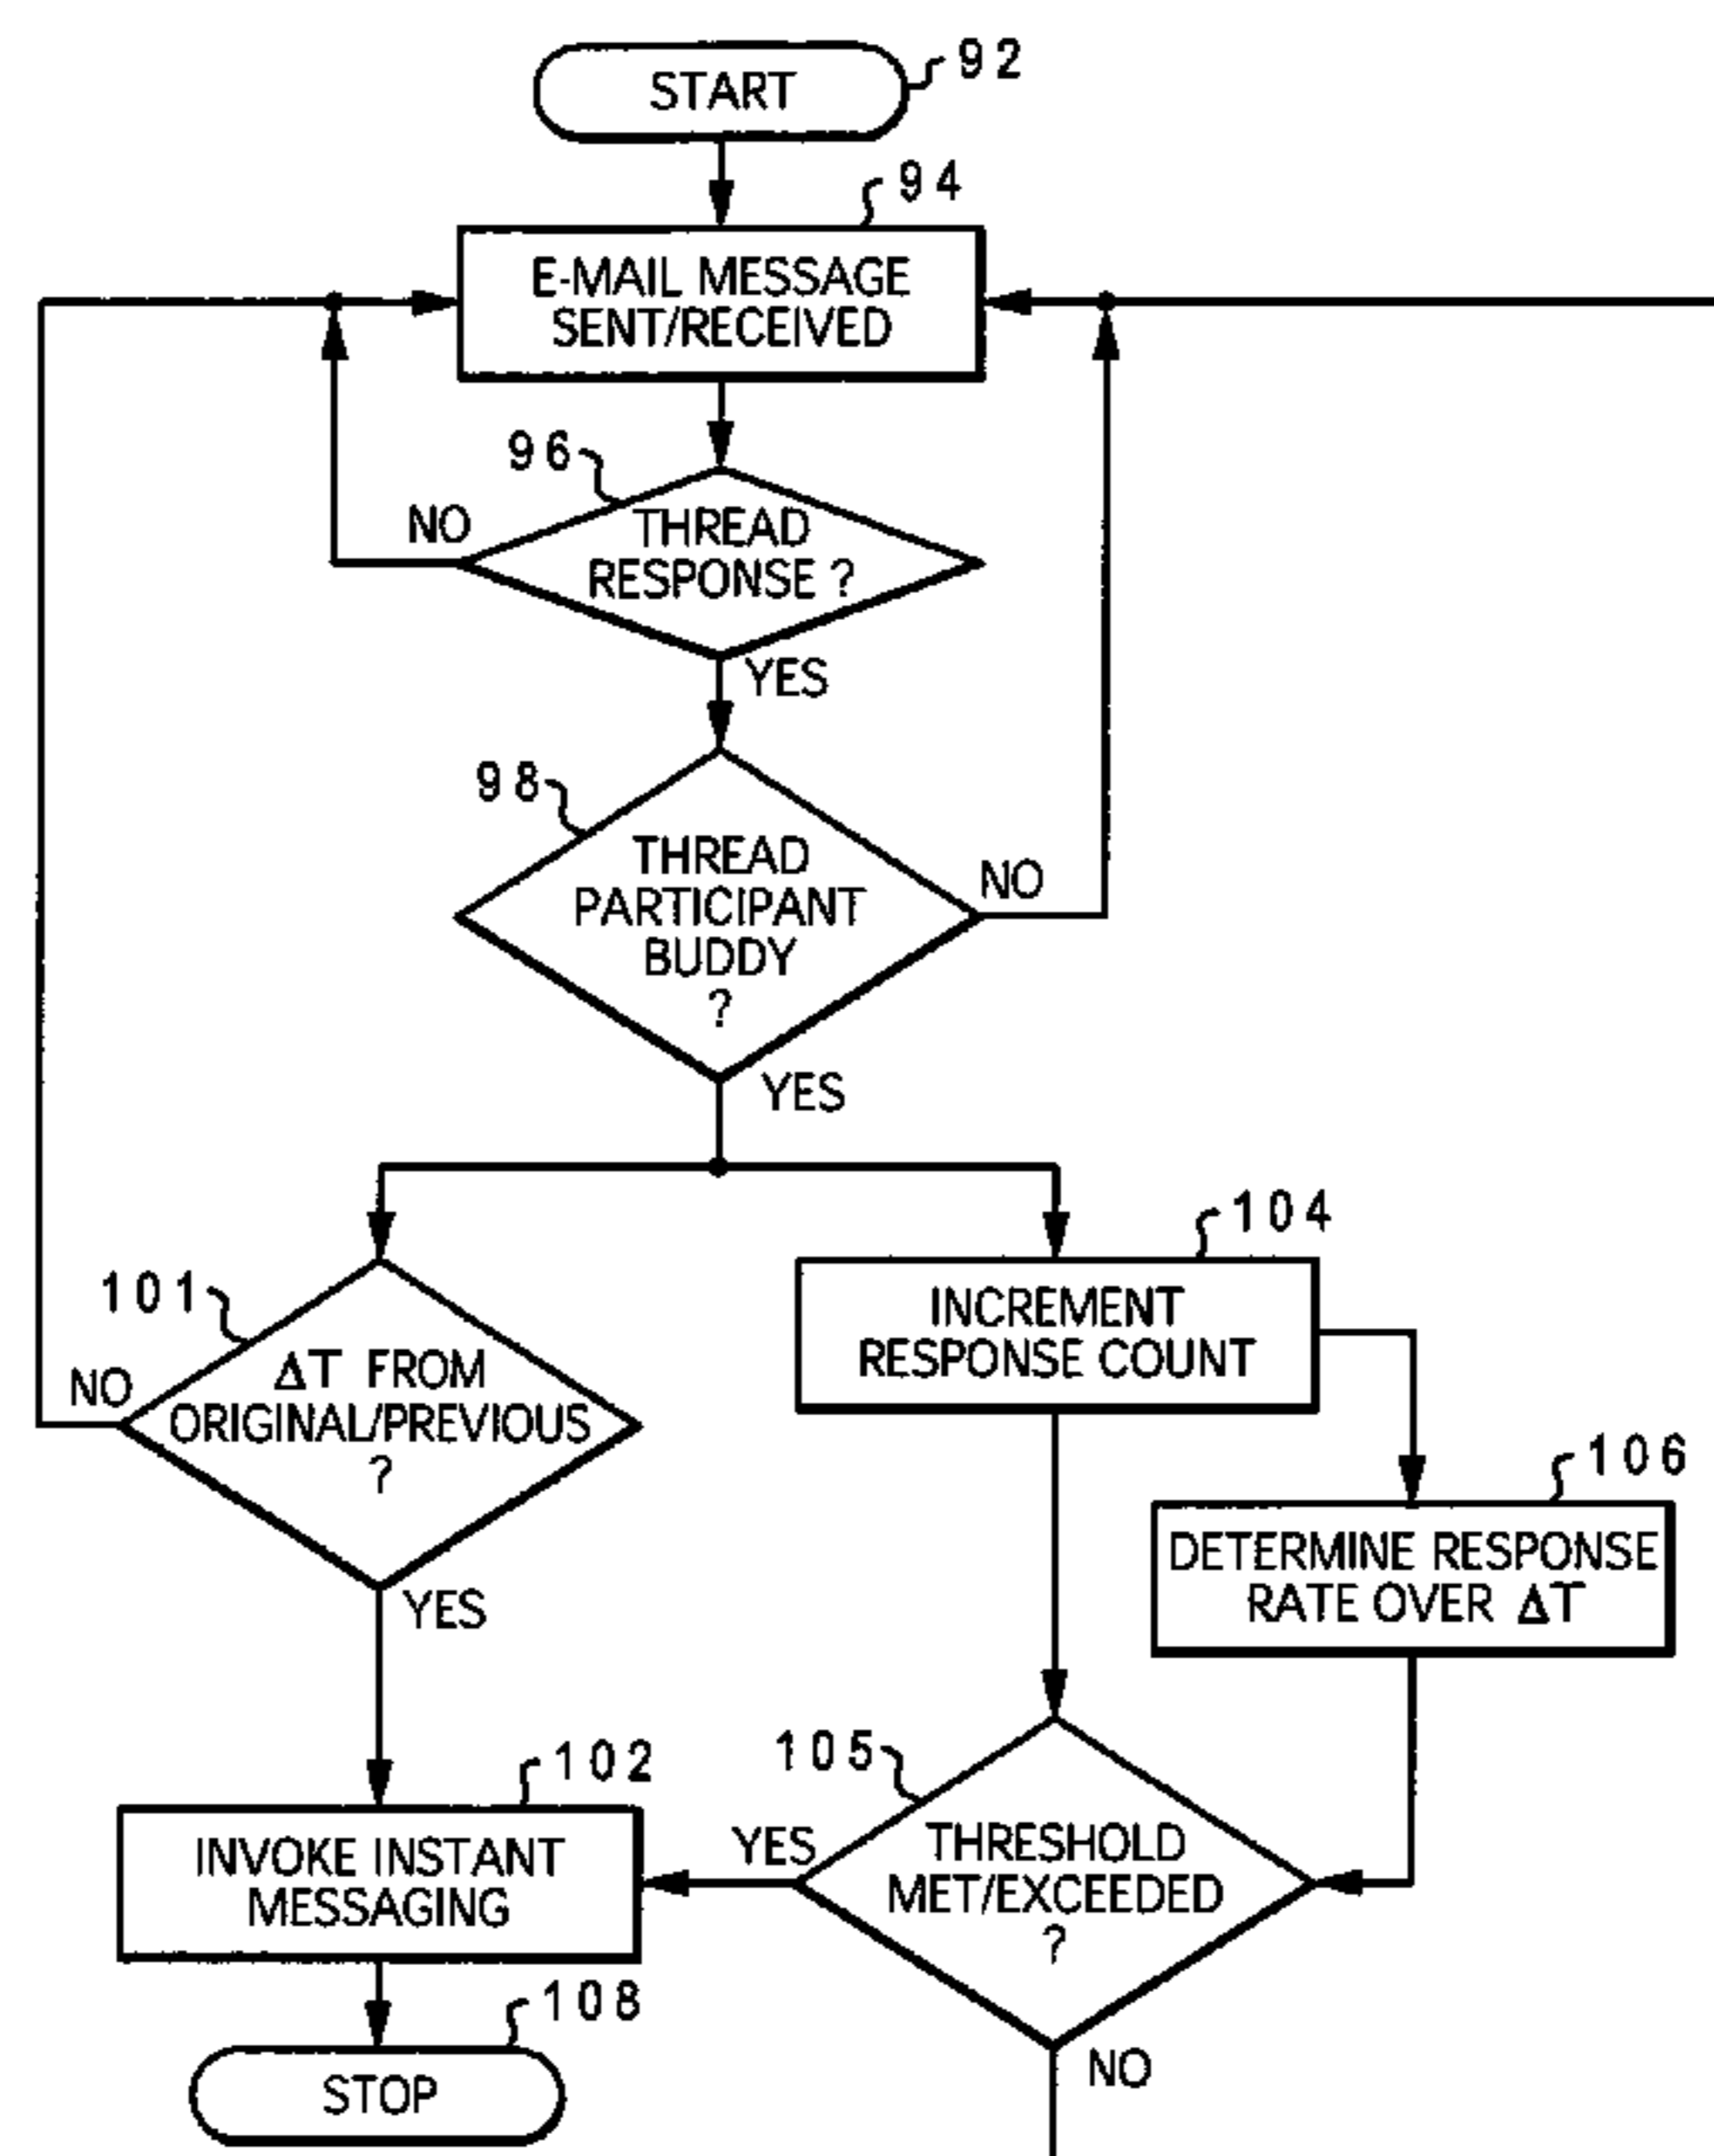 START
92
94
E-MAIL MESSAGE
SENT/RECEIVED
96
NO
THREAD
RESPONSE ?
YES
98
THREAD
PARTICIPANT
BUDDY
?
NO
YES
101
NO
ΔT FROM
ORIGINAL/PREVIOUS
?
YES
104
INCREMENT
RESPONSE COUNT
106
DETERMINE RESPONSE
RATE OVER ΔT
102
INVOKE INSTANT
MESSAGING
105
YES
THRESHOLD
MET/EXCEEDED
?
NO
108
STOP